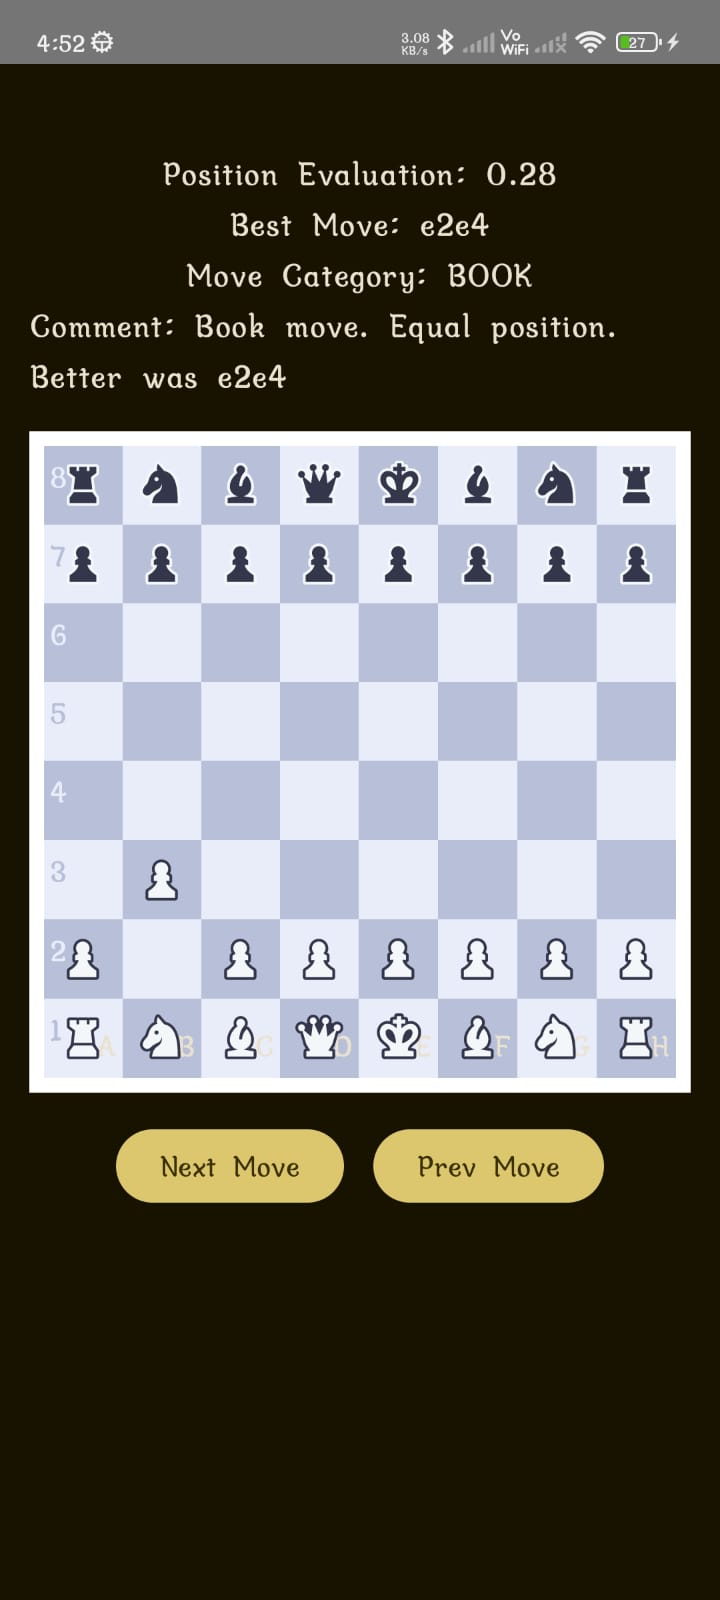 4:52
3.08
KB/s
Vo
WiFi
27
Position Evaluation: 0.28
Best Move: e2e4
Move Category: BOOK
Comment: Book move. Equal position.
Better was e2e4
8
7
6
5
4
3
2
1
A B C D E F G H
Next Move Prev Move